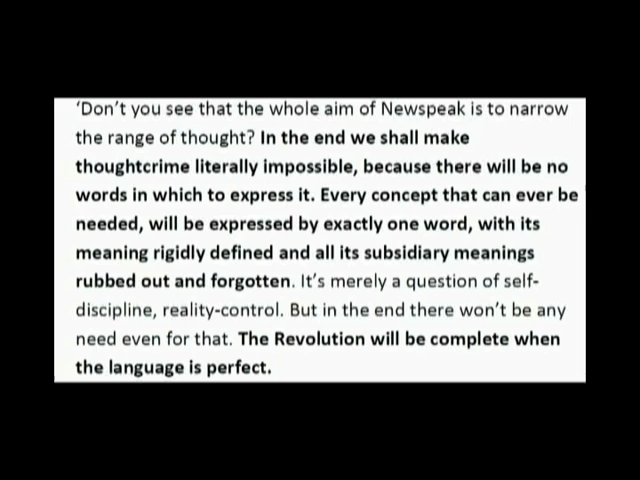 ‘Don’t you see that the whole aim of Newspeak is to narrow
the range of thought? In the end we shall make
thoughtcrime literally impossible, because there will be no
words in which to express it. Every concept that can ever be
needed, will be expressed by exactly one word, with its
meaning rigidly defined and all its subsidiary meanings
rubbed out and forgotten. It’s merely a question of self-
discipline, reality-control. But in the end there won’t be any
need even for that. The Revolution will be complete when
the language is perfect.